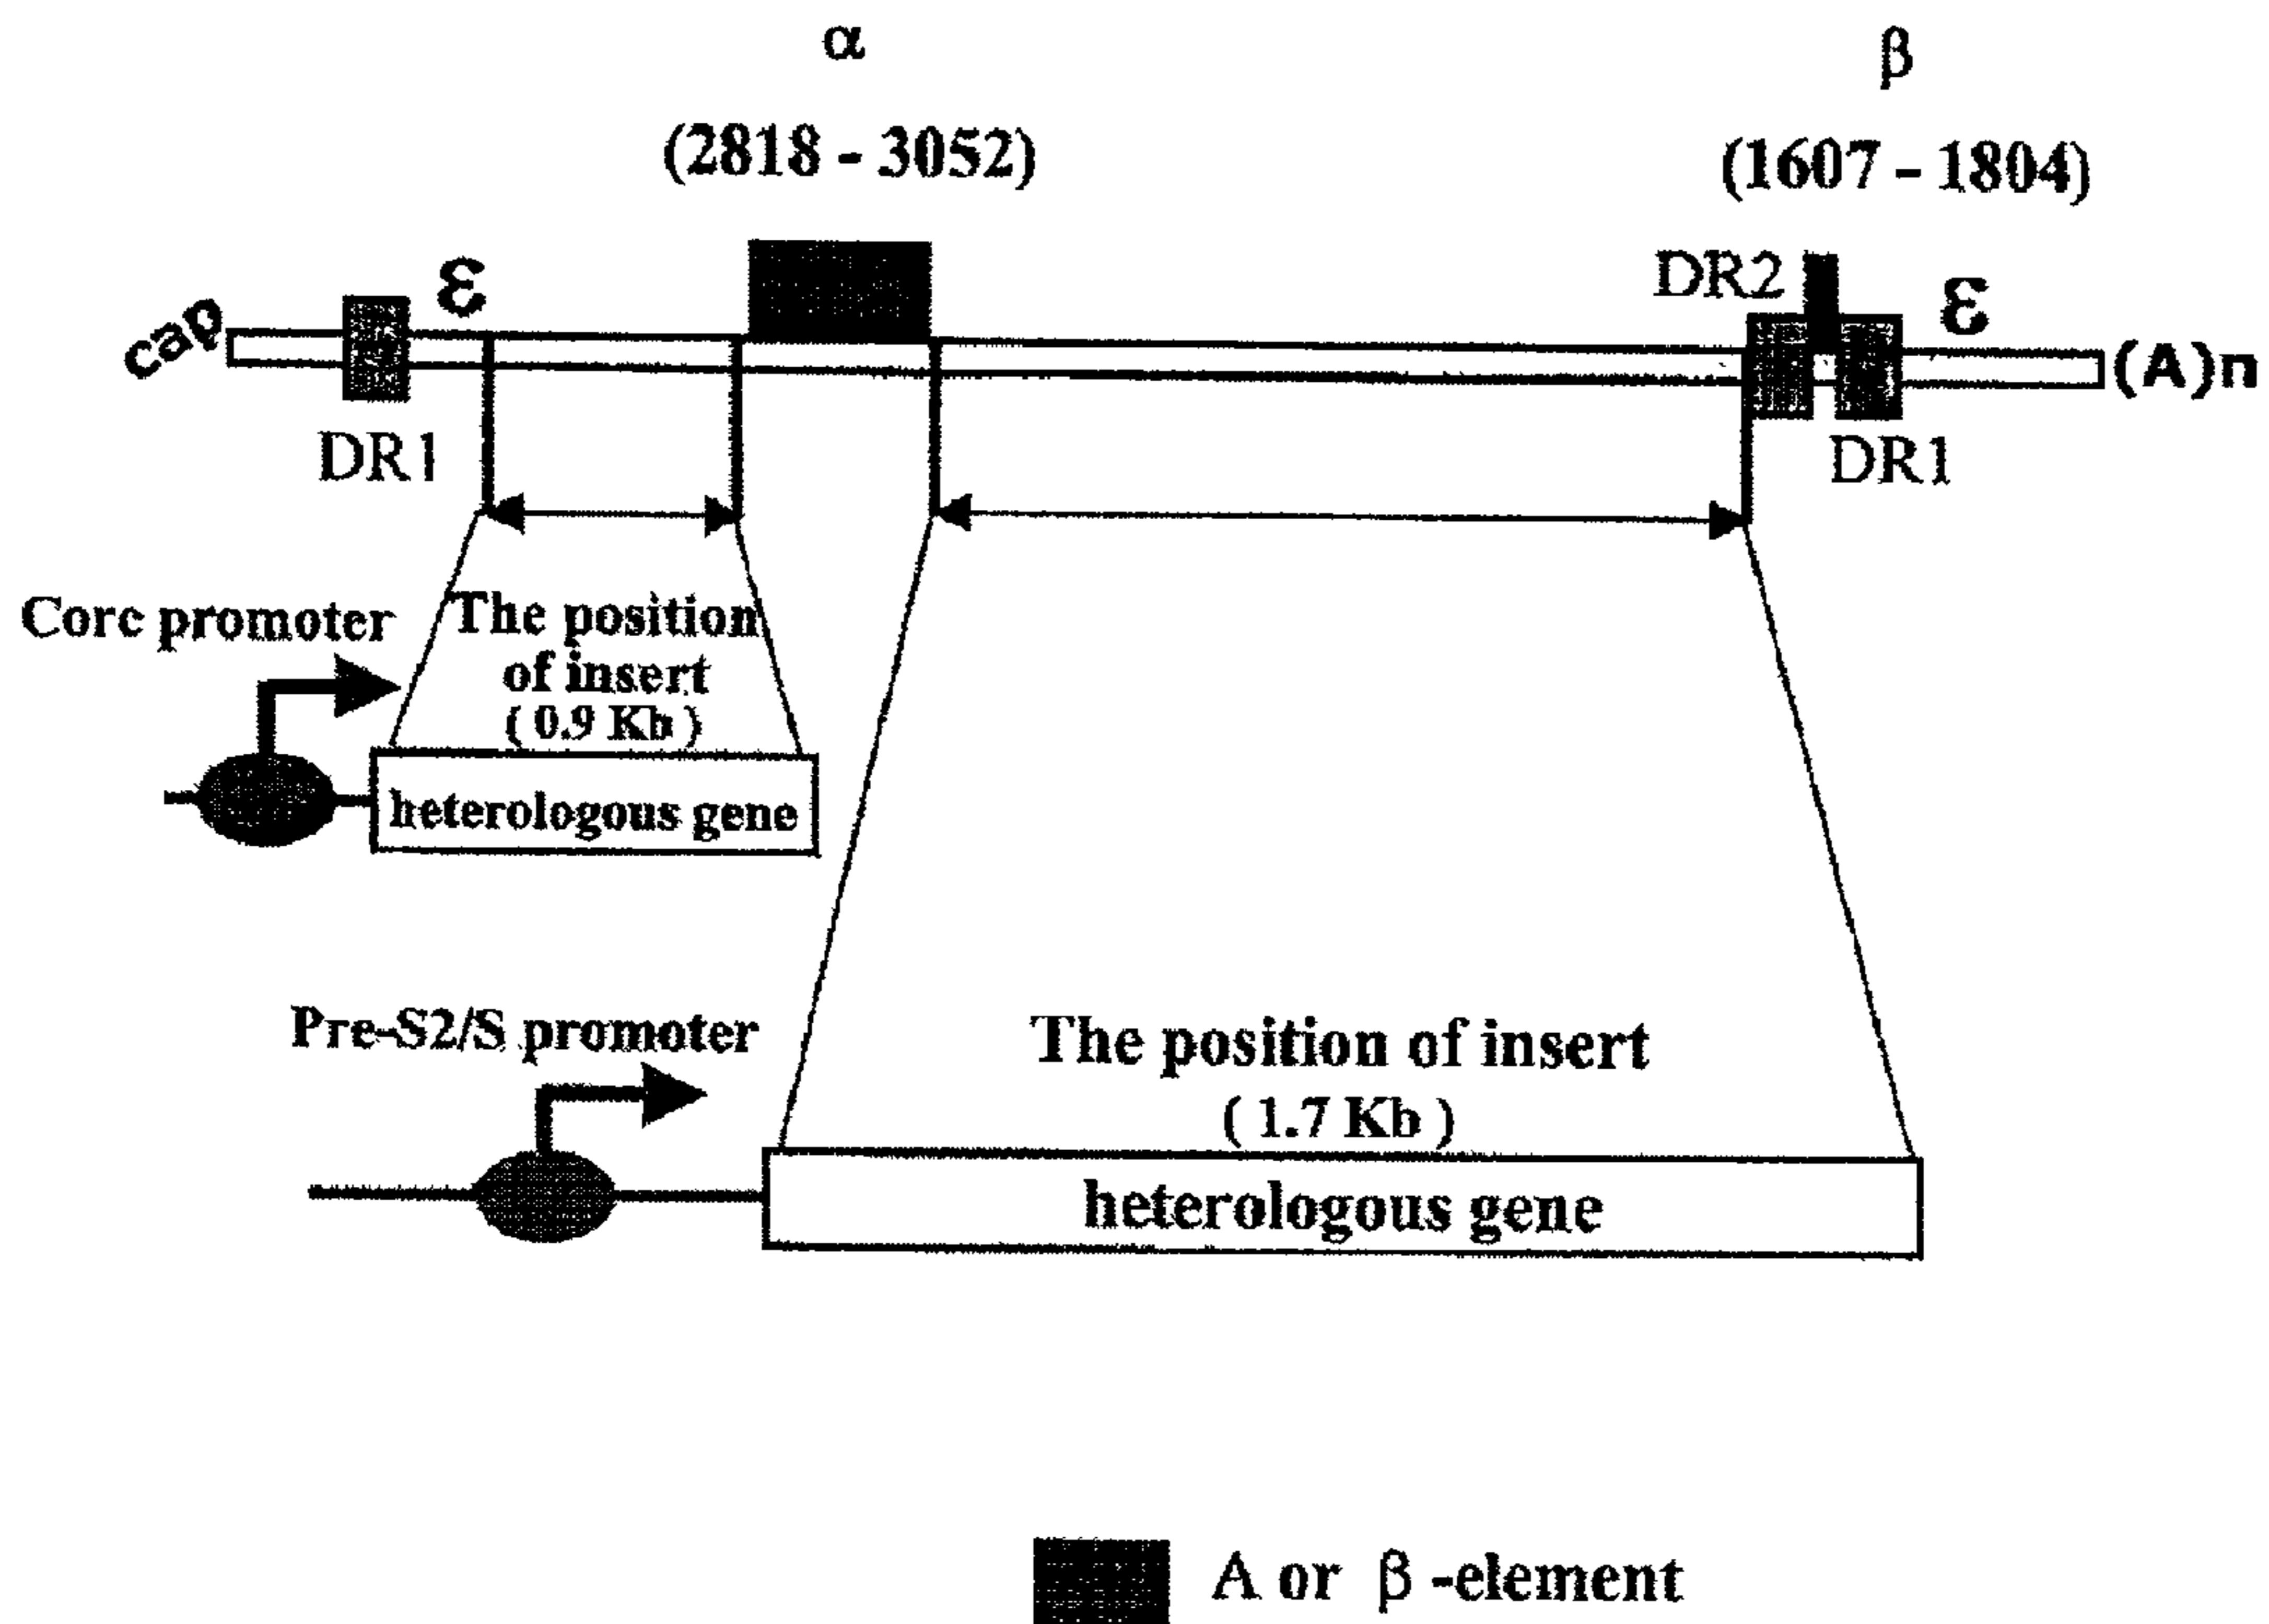 α
(2818 - 3052)
β
(1607 - 1804)
cap
ε
DR2
ε
(A)n
DR1
DR1
Corc promoter
The position
of insert
( 0.9 Kb )
heterologous gene
Pre-S2/S promoter
The position of insert
( 1.7 Kb )
heterologous gene
A or β -element